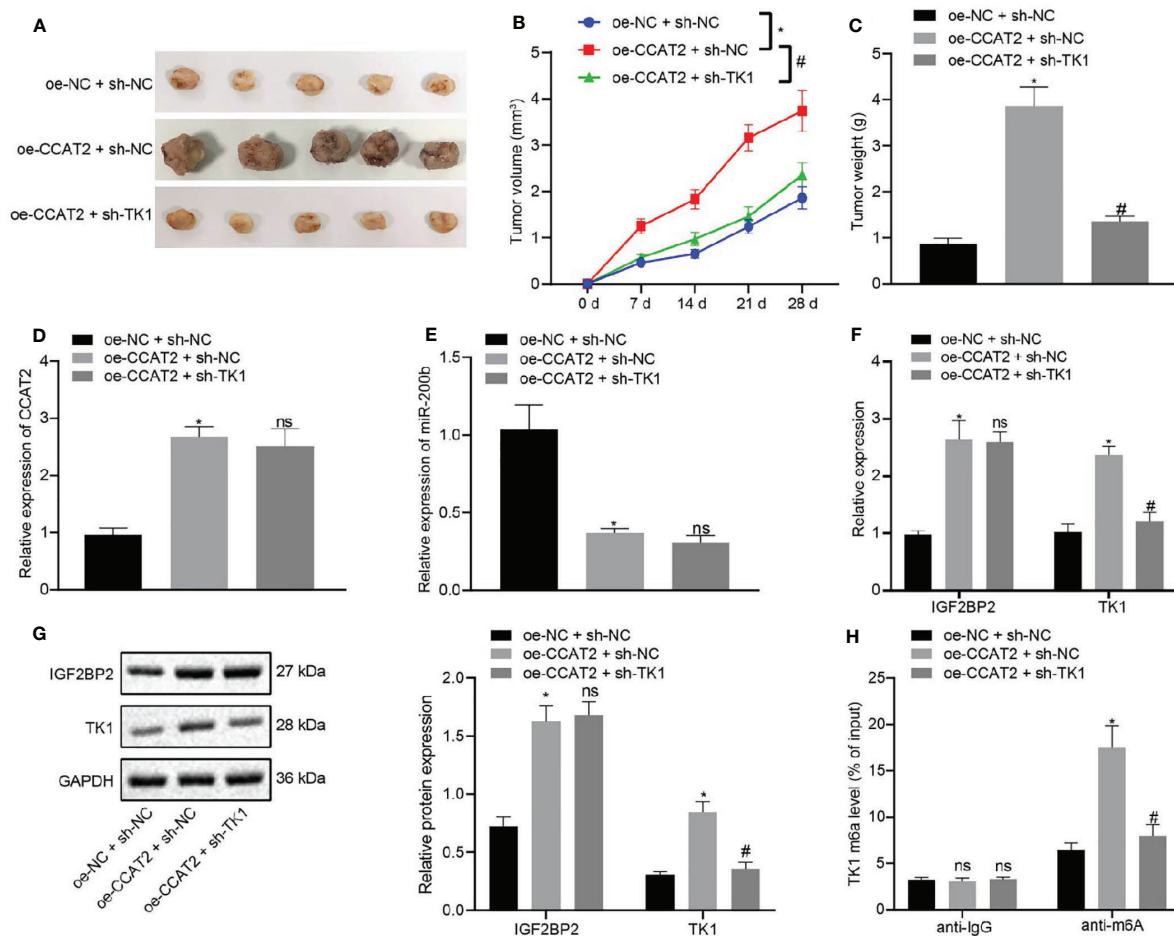 A
oe-NC + sh-NC
oe-CCAT2 + sh-NC
oe-CCAT2 + sh-TK1
B
oe-NC + sh-NC
oe-CCAT2 + sh-NC
oe-CCAT2 + sh-TK1
*
#
Tumor volume (mm³)
5
4
3
2
1
0
0 d
7 d
14 d
21 d
28 d
C
oe-NC + sh-NC
oe-CCAT2 + sh-NC
oe-CCAT2 + sh-TK1
Tumor weight (g)
5
4
3
2
1
0
*
#
D
oe-NC + sh-NC
oe-CCAT2 + sh-NC
oe-CCAT2 + sh-TK1
Relative expression of CCAT2
4
3
2
1
0
*
ns
E
oe-NC + sh-NC
oe-CCAT2 + sh-NC
oe-CCAT2 + sh-TK1
Relative expression of miR-200b
1.5
1.0
0.5
0.0
*
ns
F
oe-NC + sh-NC
oe-CCAT2 + sh-NC
oe-CCAT2 + sh-TK1
Relative expression
4
3
2
1
0
*
ns
*
#
IGF2BP2
TK1
G
IGF2BP2
27 kDa
TK1
28 kDa
GAPDH
36 kDa
oe-NC + sh-NC
oe-CCAT2 + sh-NC
oe-CCAT2 + sh-TK1
oe-NC + sh-NC
oe-CCAT2 + sh-NC
oe-CCAT2 + sh-TK1
Relative protein expression
2.0
1.5
1.0
0.5
0.0
*
ns
*
#
IGF2BP2
TK1
H
oe-NC + sh-NC
oe-CCAT2 + sh-NC
oe-CCAT2 + sh-TK1
TK1 m6a level (% of input)
25
20
15
10
5
0
ns
ns
*
#
anti-IgG
anti-m6A